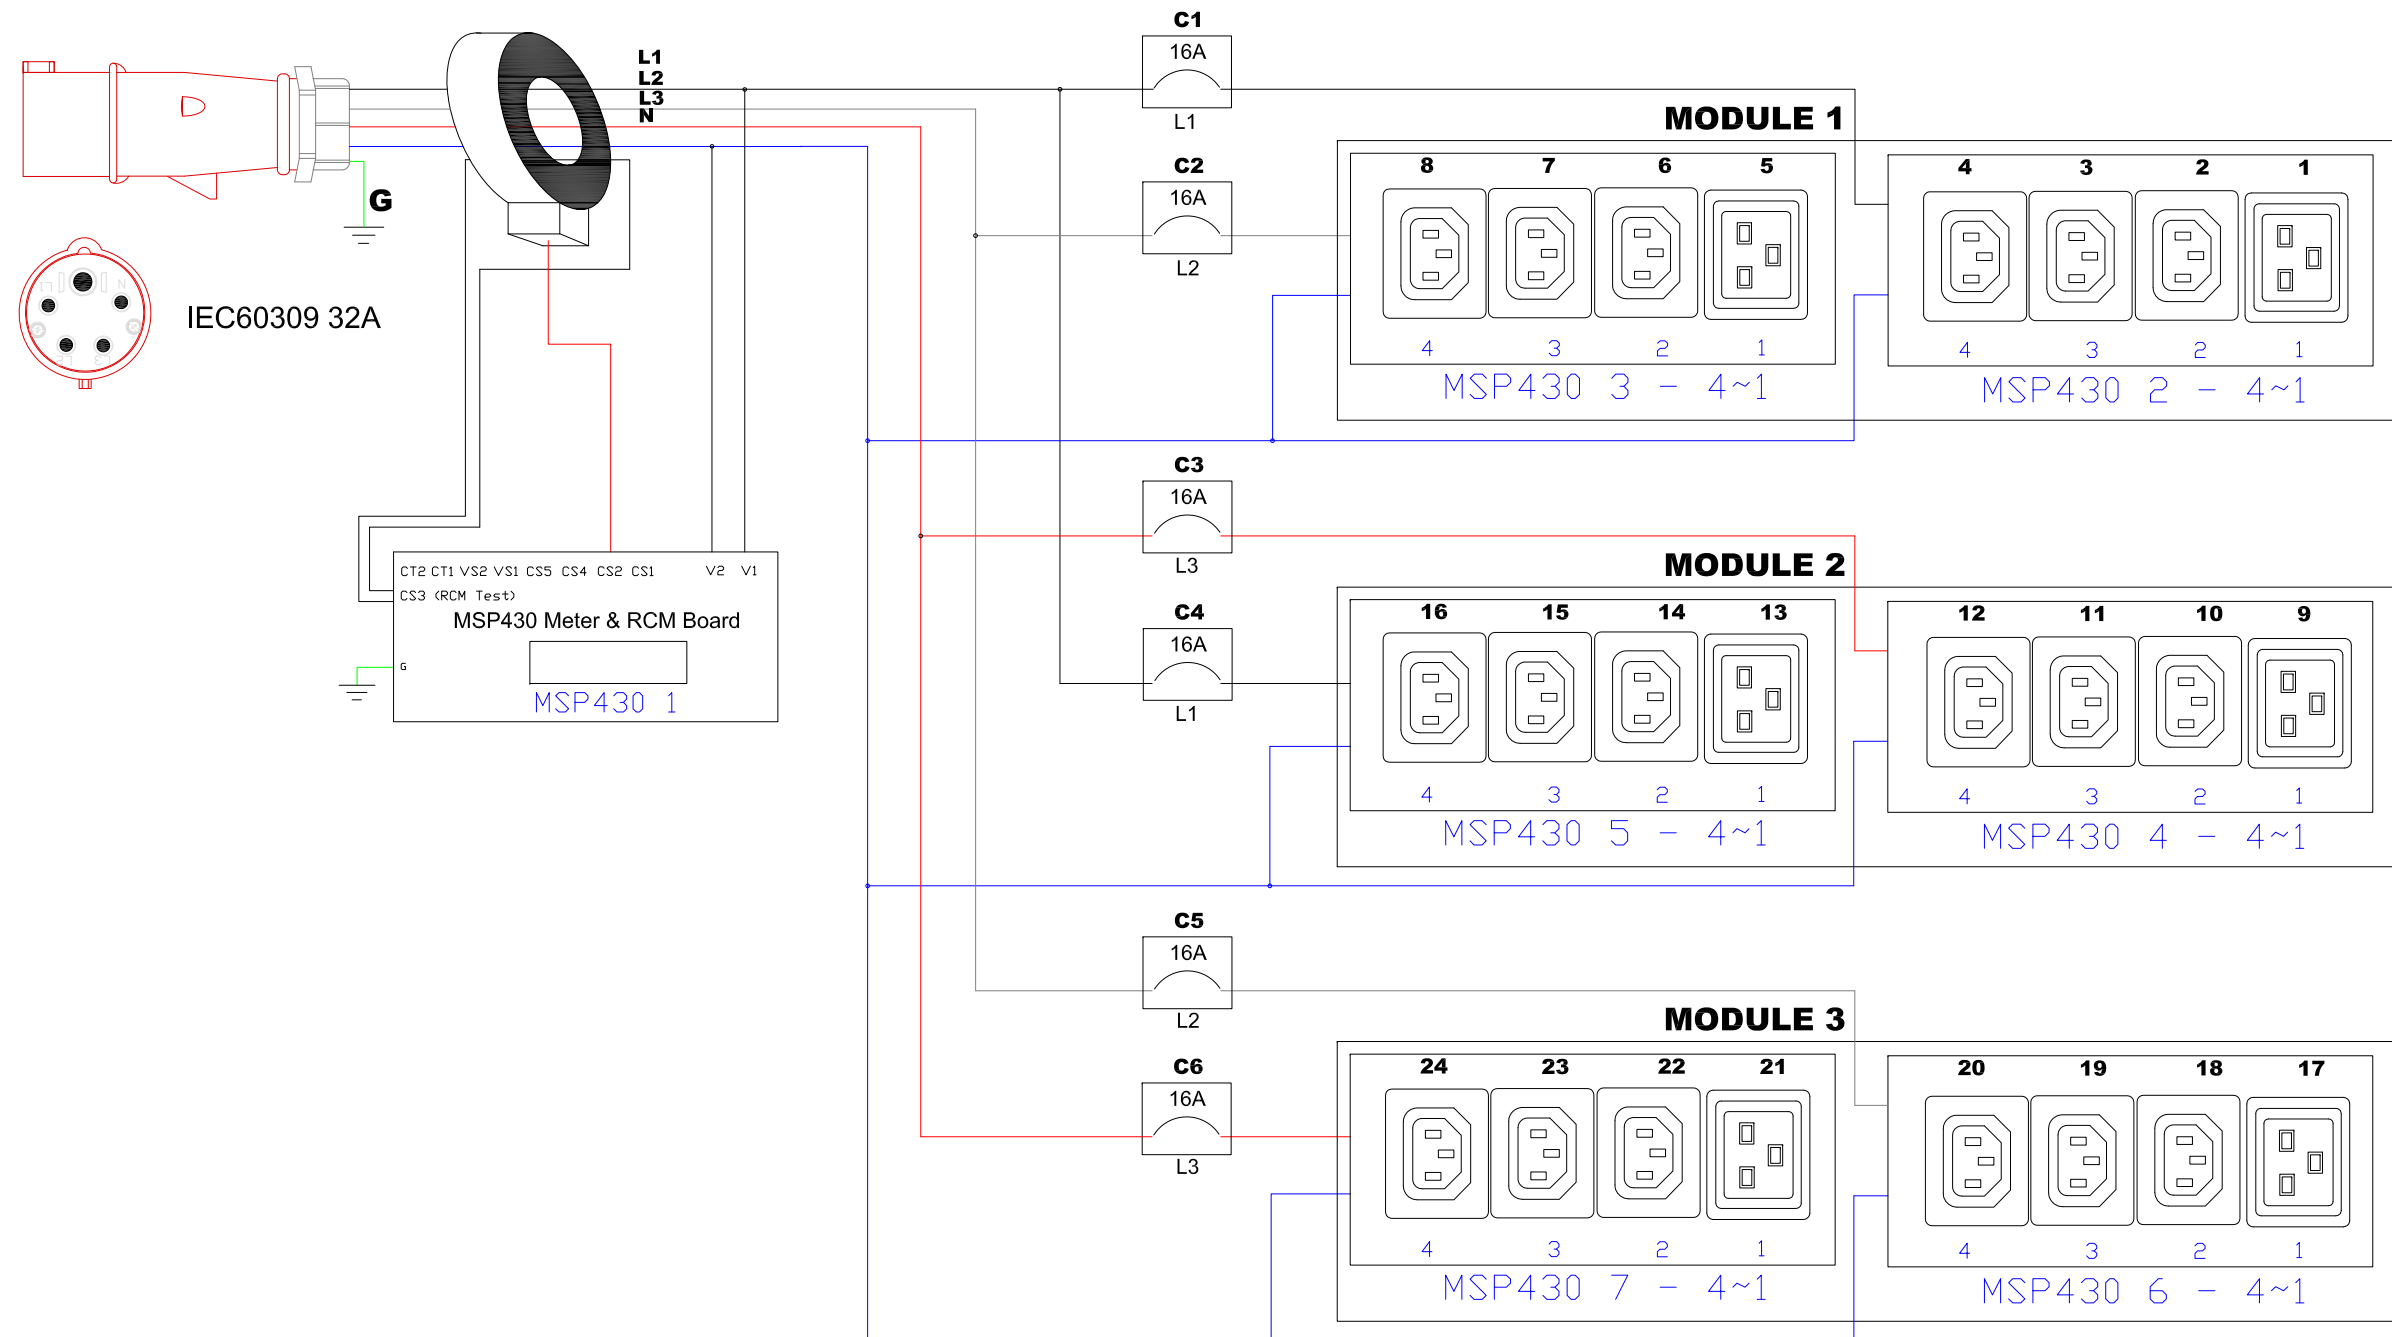 C1
16A
L1
L1
L2
L3
N
G
IEC60309 32A
L1
N
L2
L3
C2
16A
L2
MODULE 1
8 7 6 5
4 3 2 1
MSP430 3 - 4~1
4 3 2 1
4 3 2 1
MSP430 2 - 4~1
CT2 CT1 VS2 VS1 CS5 CS4 CS2 CS1 V2 V1
CS3 (RCM Test)
MSP430 Meter & RCM Board
G
MSP430 1
C3
16A
L3
C4
16A
L1
MODULE 2
16 15 14 13
4 3 2 1
MSP430 5 - 4~1
12 11 10 9
4 3 2 1
MSP430 4 - 4~1
C5
16A
L2
C6
16A
L3
MODULE 3
24 23 22 21
4 3 2 1
MSP430 7 - 4~1
20 19 18 17
4 3 2 1
MSP430 6 - 4~1